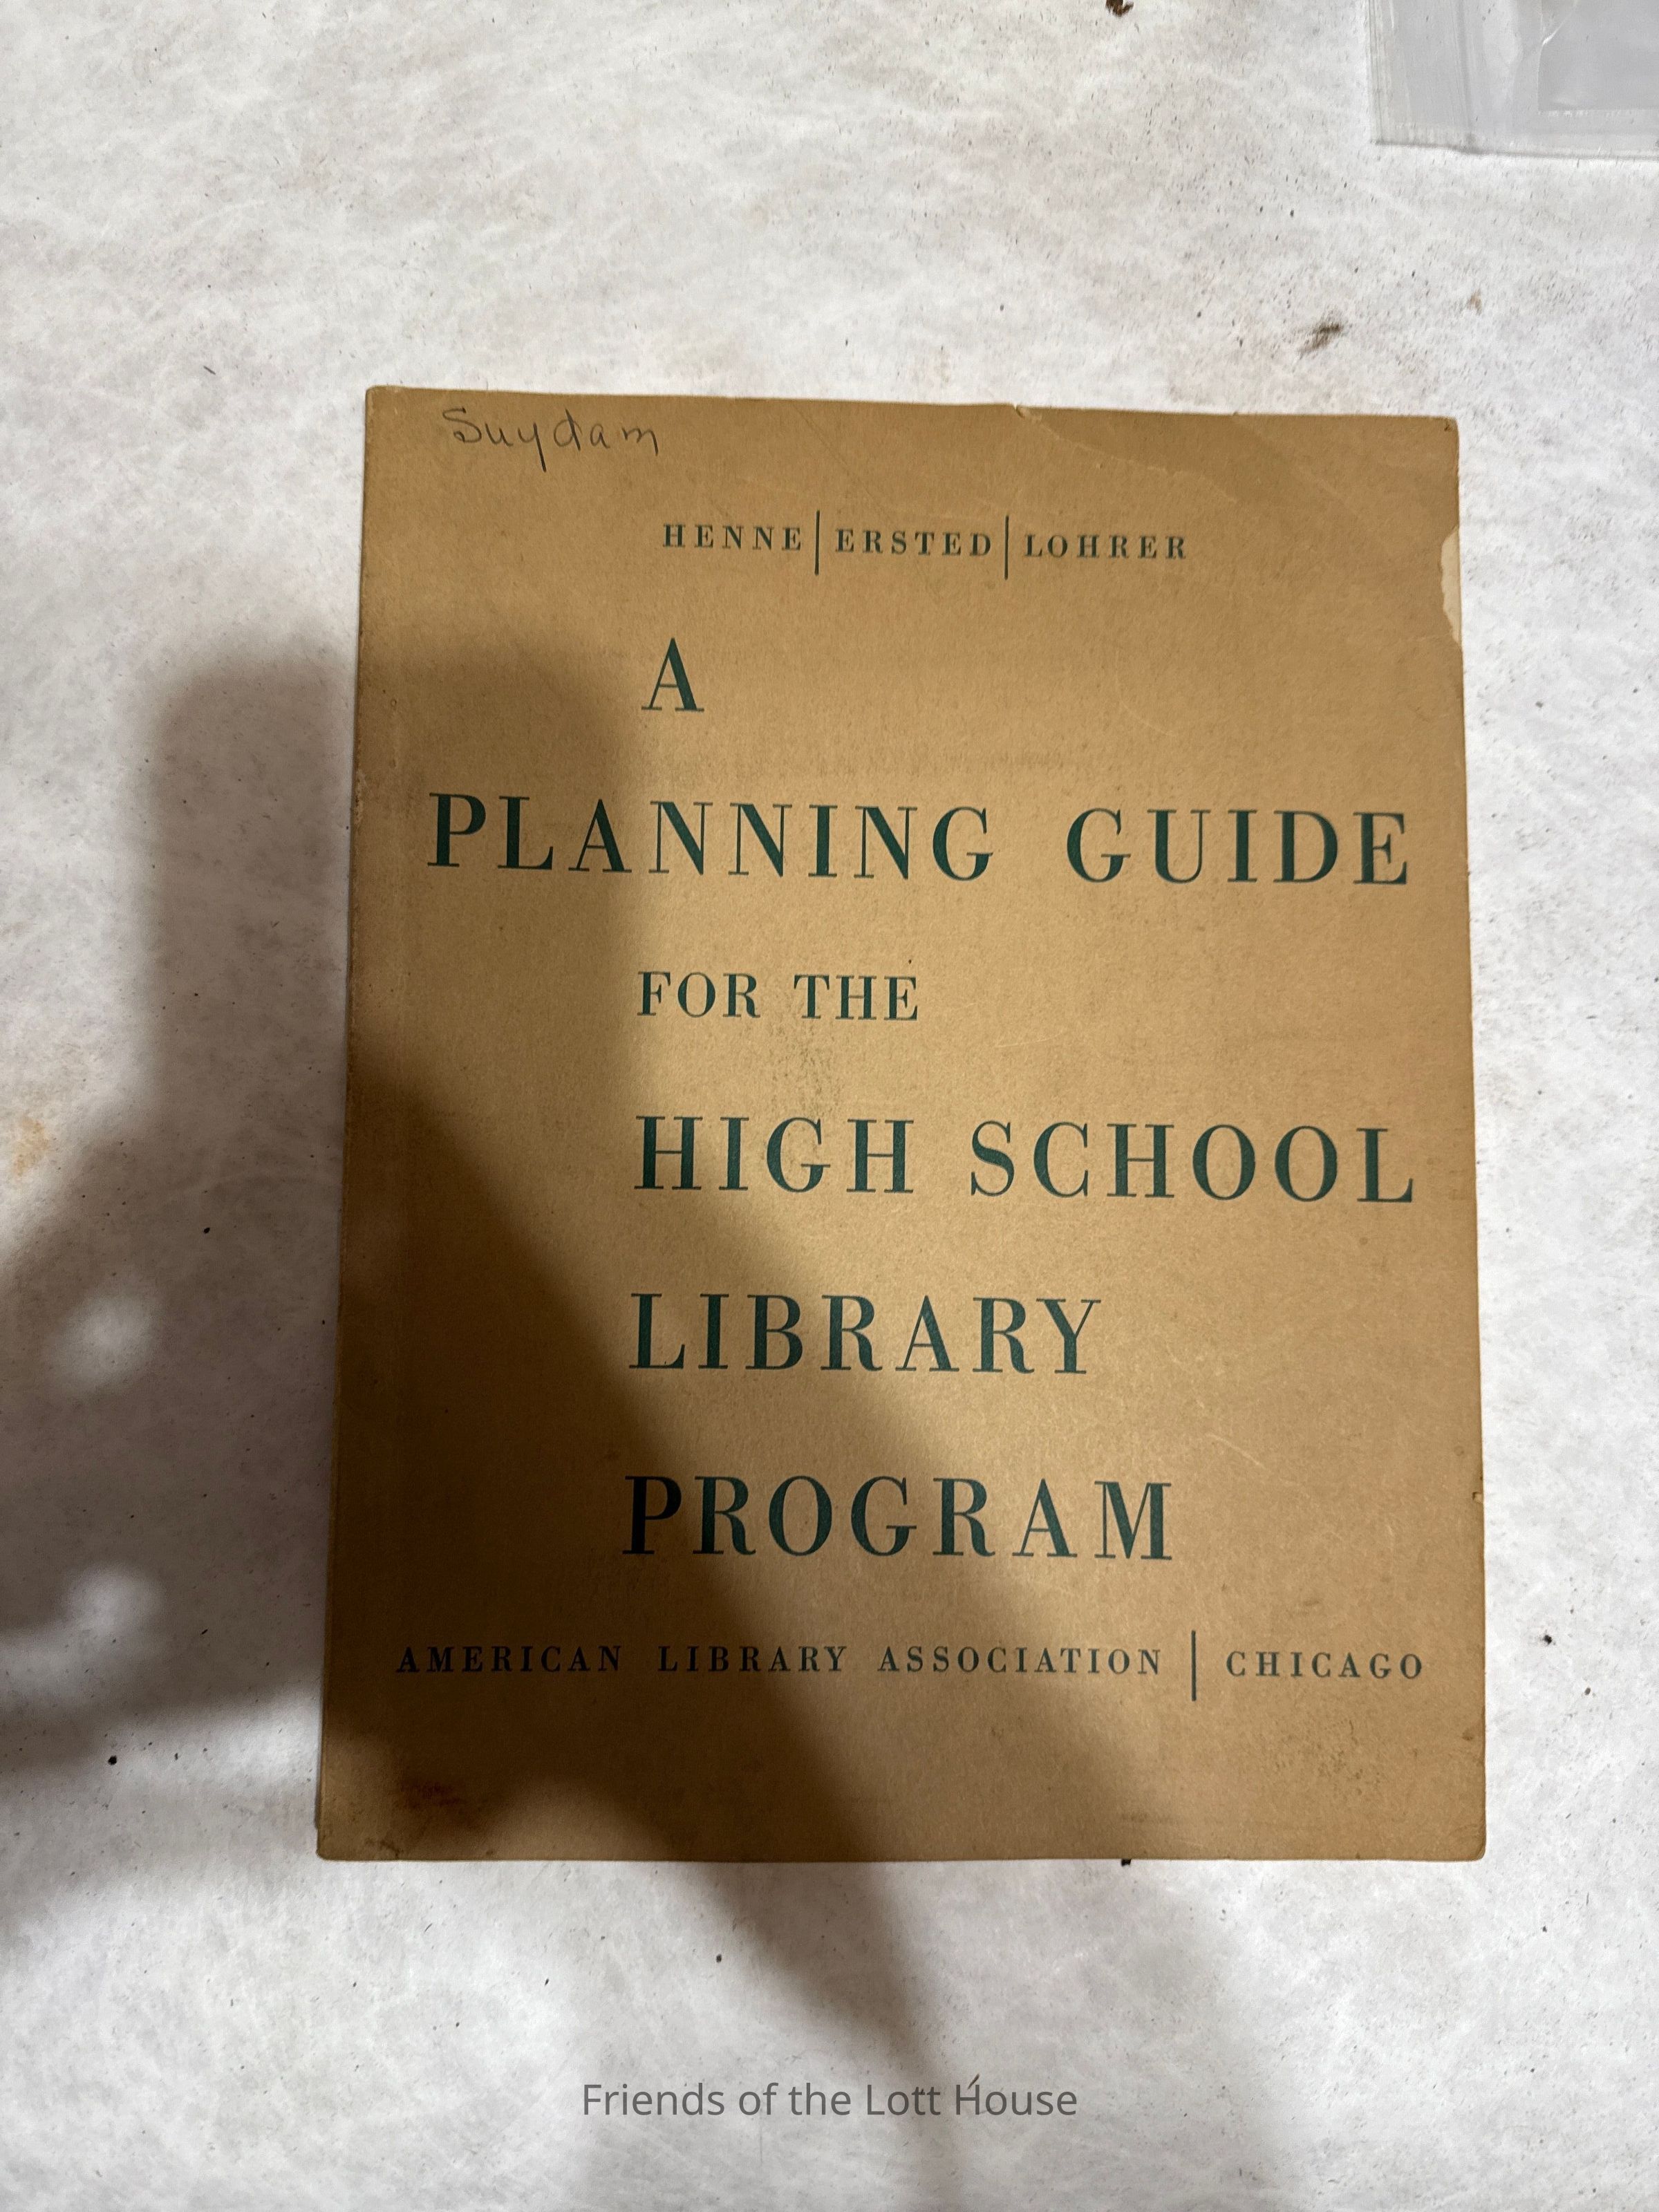 Suydam
HENNE | ERSTED | LOHRER
A
PLANNING GUIDE
FOR THE
HIGH SCHOOL
LIBRARY
PROGRAM
AMERICAN LIBRARY ASSOCIATION | CHICAGO
Friends of the Lott House